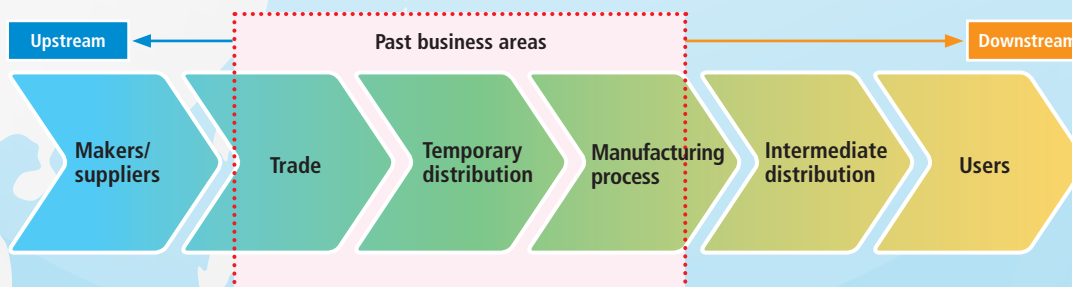 Upstream
Past business areas
Downstream
Makers/
suppliers
Trade
Temporary
distribution
Manufacturing
process
Intermediate
distribution
Users